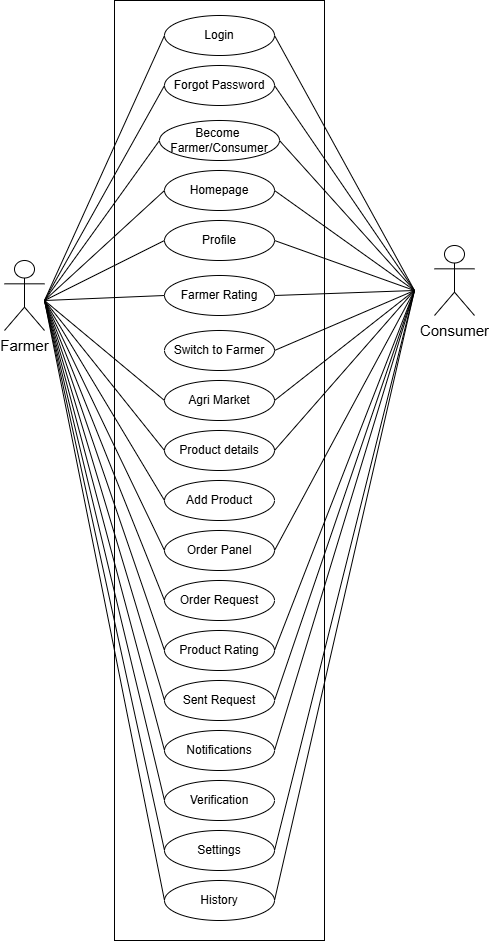 Login
Forgot Password
Become
Farmer/Consumer
Homepage
Profile
Farmer Rating
Switch to Farmer
Agri Market
Product details
Add Product
Order Panel
Order Request
Product Rating
Sent Request
Notifications
Verification
Settings
History
Farmer
Consumer